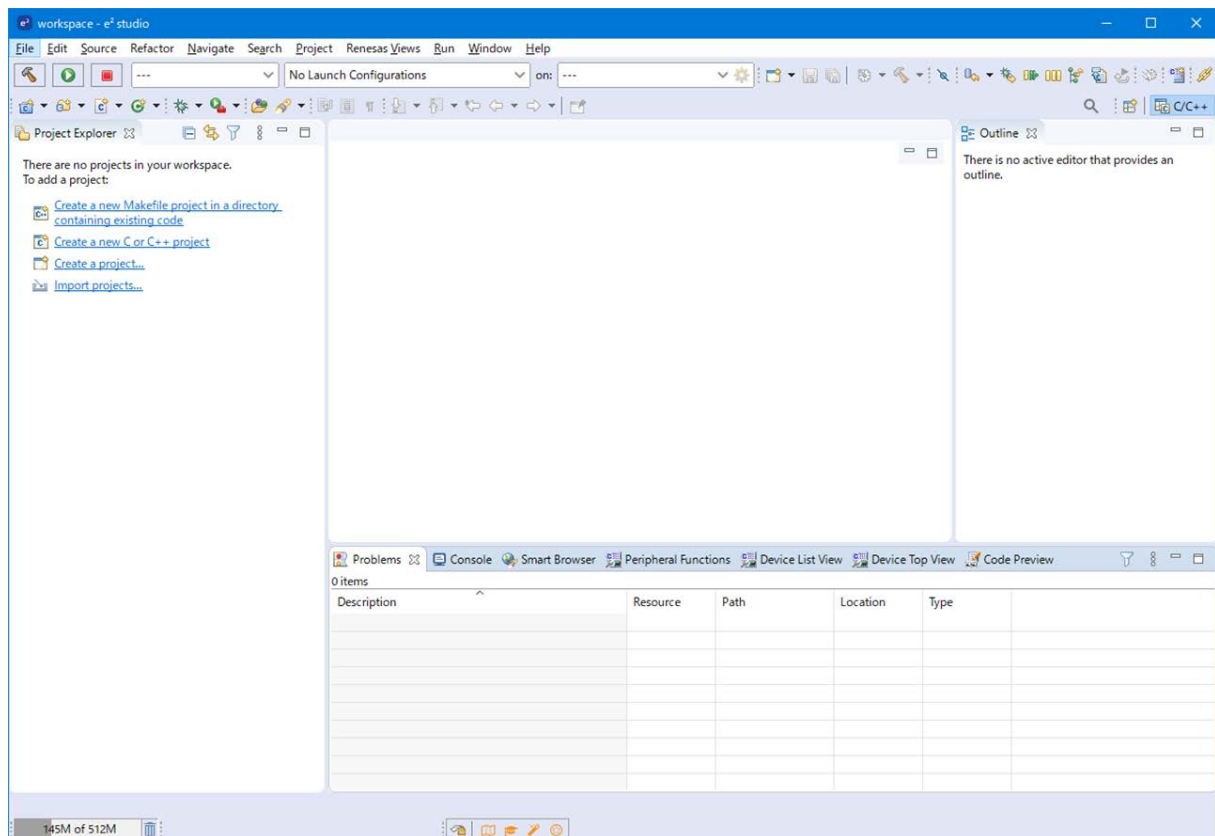 workspace - e² studio
File Edit Source Refactor Navigate Search Project Renesas Views Run Window Help
--- No Launch Configurations on: ---
C/C++
Project Explorer
There are no projects in your workspace.
To add a project:
Create a new Makefile project in a directory
containing existing code
Create a new C or C++ project
Create a project...
Import projects...
Outline
There is no active editor that provides an
outline.
Problems Console Smart Browser Peripheral Functions Device List View Device Top View Code Preview
0 items
Description Resource Path Location Type
145M of 512M